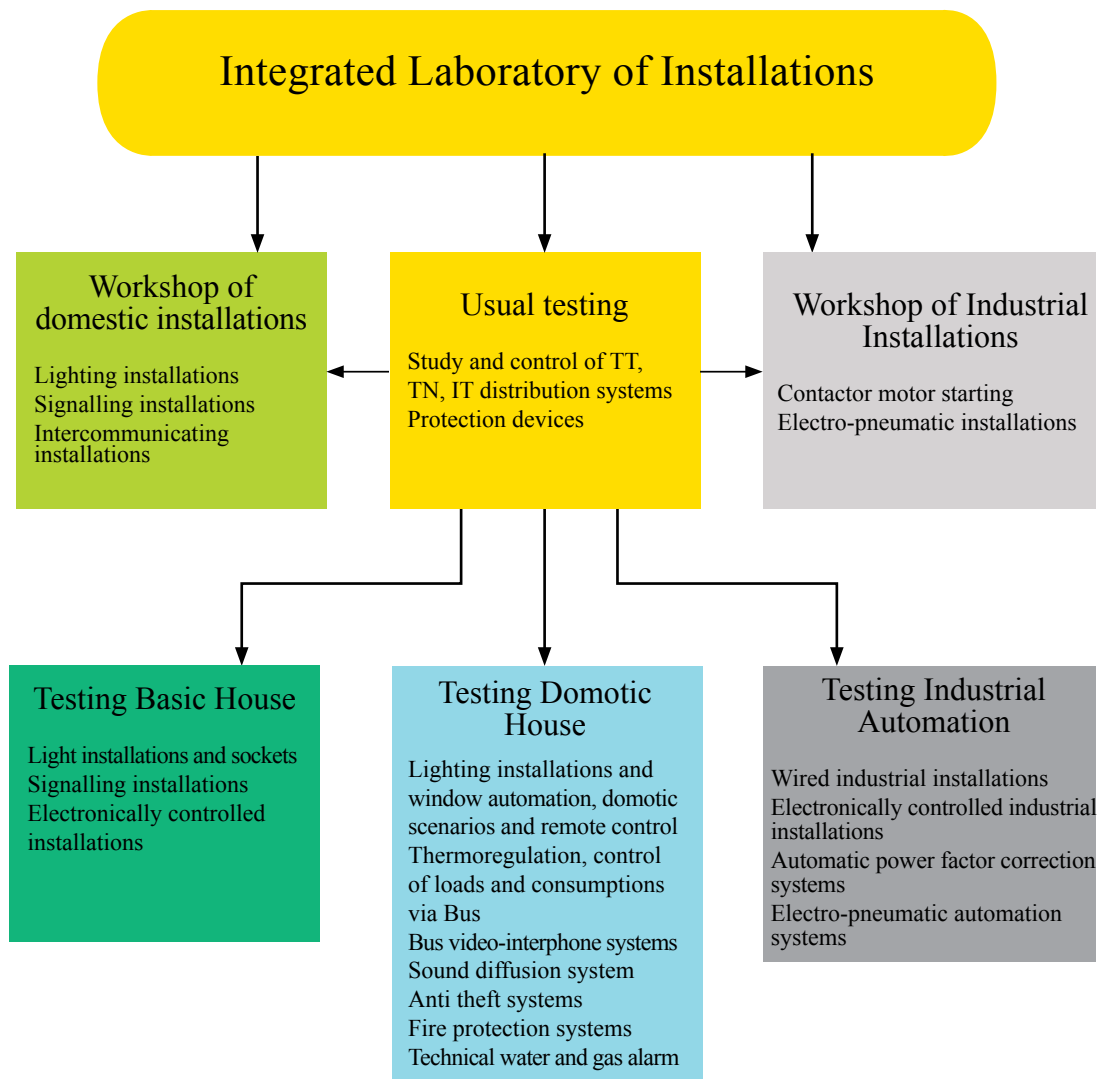 Integrated Laboratory of Installations
Workshop of
domestic installations
Lighting installations
Signalling installations
Intercommunicating
installations
Usual testing
Study and control of TT,
TN, IT distribution systems
Protection devices
Workshop of Industrial
Installations
Contactor motor starting
Electro-pneumatic installations
Testing Basic House
Light installations and sockets
Signalling installations
Electronically controlled
installations
Testing Domotic
House
Lighting installations and
window automation, domotic
scenarios and remote control
Thermoregulation, control
of loads and consumptions
via Bus
Bus video-interphone systems
Sound diffusion system
Anti theft systems
Fire protection systems
Technical water and gas alarm
Testing Industrial
Automation
Wired industrial installations
Electronically controlled industrial
installations
Automatic power factor correction
systems
Electro-pneumatic automation
systems